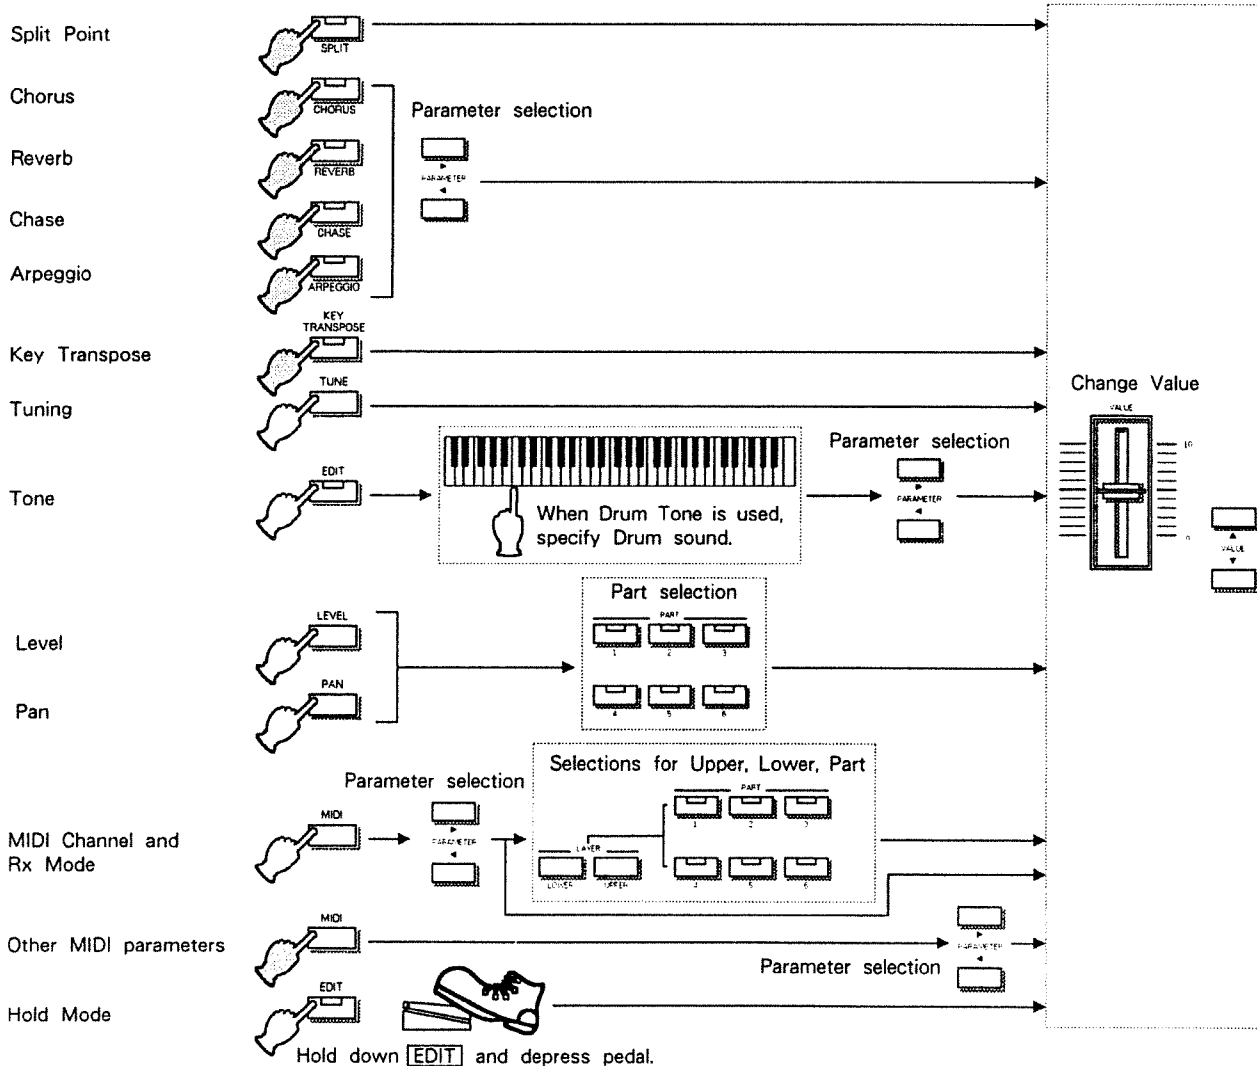 Split Point
SPLIT
Chorus
CHORUS
Parameter selection
Reverb
REVERB
PARAMETER
Chase
CHASE
Arpeggio
ARPEGGIO
KEY
TRANSPOSE
Key Transpose
Change Value
VALUE
Tuning
TUNE
Parameter selection
10
Tone
EDIT
PARAMETER
When Drum Tone is used,
specify Drum sound.
0
VALUE
Part selection
Level
LEVEL
PART
1 2 3
Pan
PAN
4 5 6
Selections for Upper, Lower, Part
Parameter selection
PART
1 2 3
MIDI Channel and
Rx Mode
MIDI
PARAMETER
LAYER
LOWER UPPER
4 5 6
Other MIDI parameters
MIDI
PARAMETER
Parameter selection
Hold Mode
EDIT
Hold down EDIT and depress pedal.